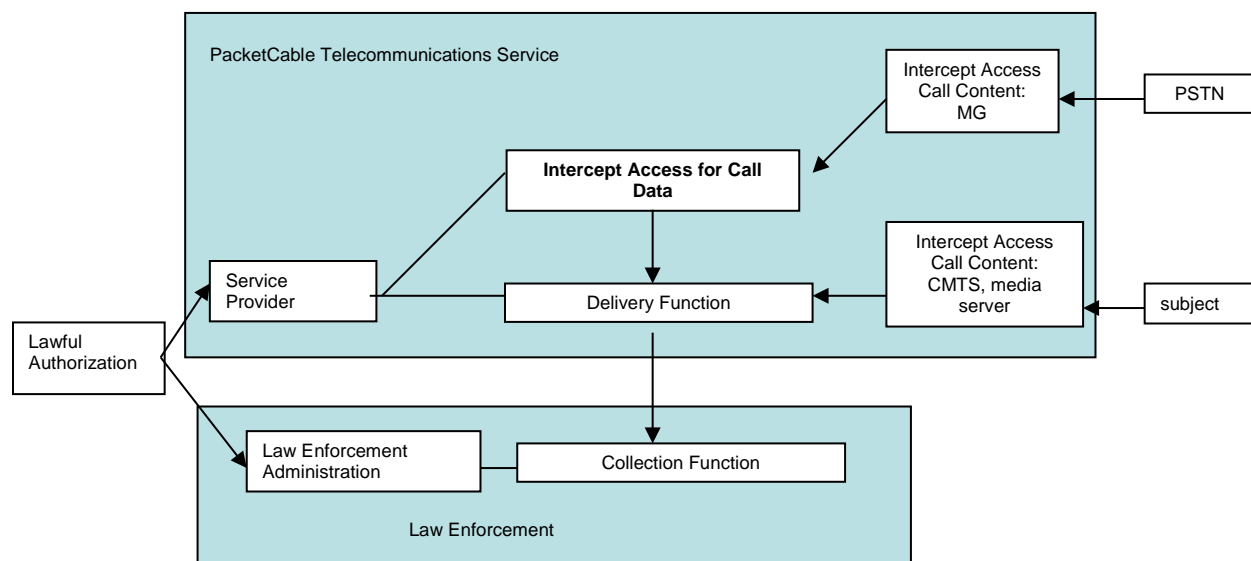 PacketCable Telecommunications Service
Intercept Access
Call Content:
MG
PSTN
Intercept Access for Call
Data
Intercept Access
Call Content:
CMTS, media
server
Service
Provider
Delivery Function
subject
Lawful
Authorization
Law Enforcement
Administration
Collection Function
Law Enforcement